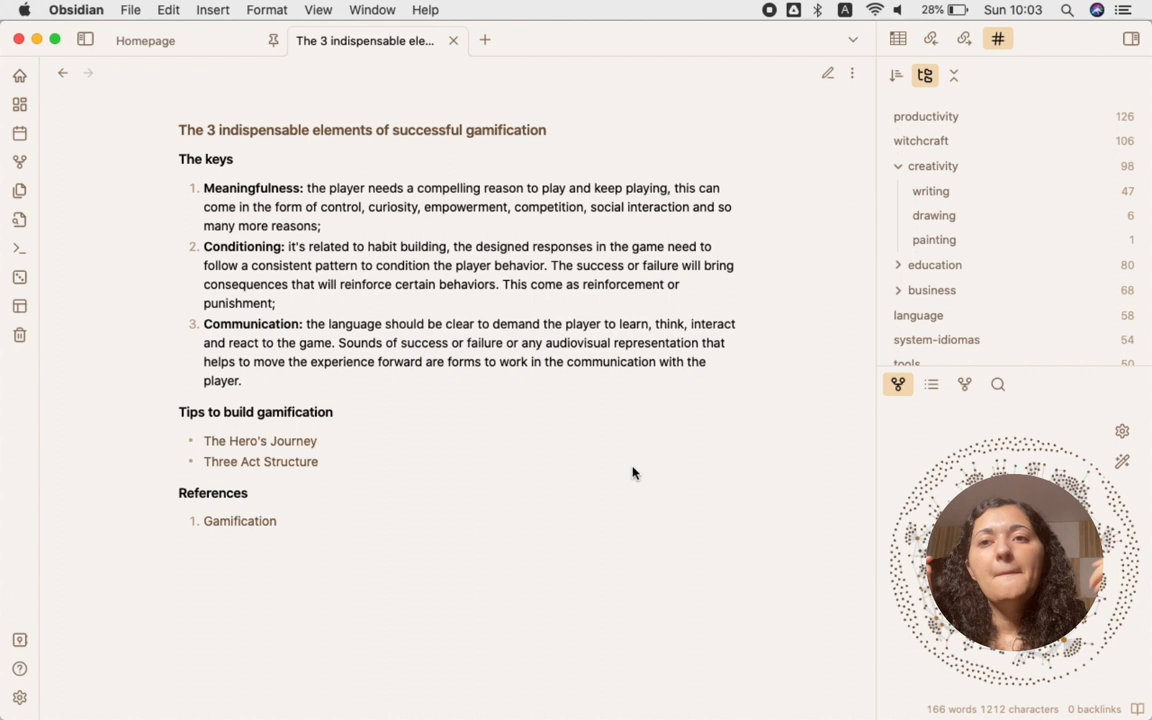 Obsidian File Edit Insert Format View Window Help
A 28% Sun 10:03
Homepage The 3 indispensable ele...
The 3 indispensable elements of successful gamification
The keys
1. Meaningfulness: the player needs a compelling reason to play and keep playing, this can
come in the form of control, curiosity, empowerment, competition, social interaction and so
many more reasons;
2. Conditioning: it's related to habit building, the designed responses in the game need to
follow a consistent pattern to condition the player behavior. The success or failure will bring
consequences that will reinforce certain behaviors. This come as reinforcement or
punishment;
3. Communication: the language should be clear to demand the player to learn, think, interact
and react to the game. Sounds of success or failure or any audiovisual representation that
helps to move the experience forward are forms to work in the communication with the
player.
Tips to build gamification
• The Hero's Journey
• Three Act Structure
References
1. Gamification
productivity 126
witchcraft 106
creativity 98
writing 47
drawing 6
painting 1
education 80
business 68
language 58
system-idiomas 54
tools 50
166 words 1212 characters 0 backlinks